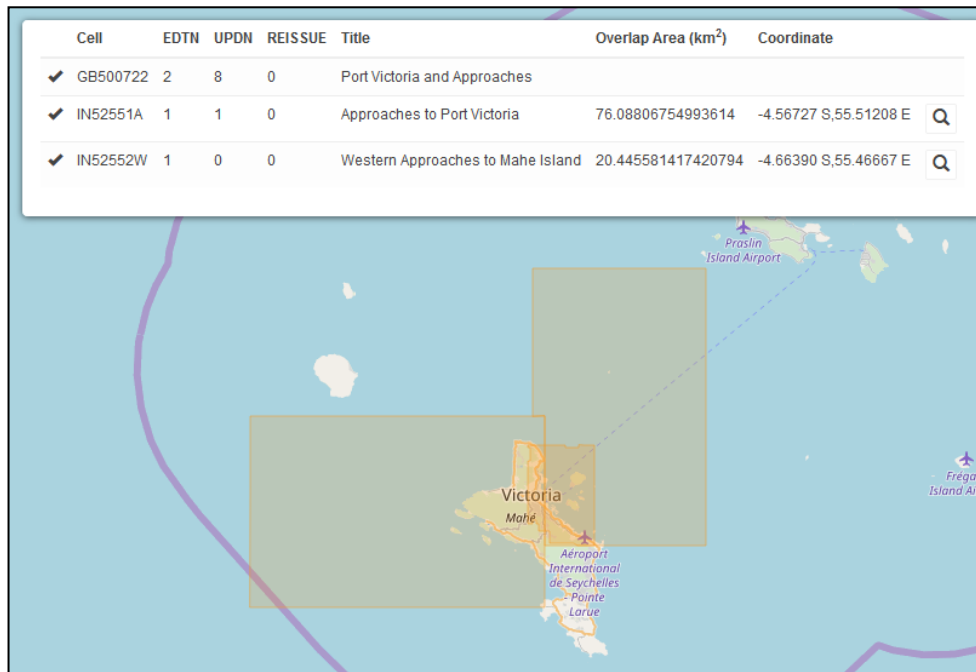 Cell EDTN UPDN REISSUE Title Overlap Area (km²) Coordinate
GB500722 2 8 0 Port Victoria and Approaches
IN52551A 1 1 0 Approaches to Port Victoria 76.08806754993614 -4.56727 S,55.51208 E
IN52552W 1 0 0 Western Approaches to Mahe Island 20.445581417420794 -4.66390 S,55.46667 E
Praslin
Island Airport
Victoria
Mahé
Aéroport
International
de Seychelles
- Pointe
Larue
Island